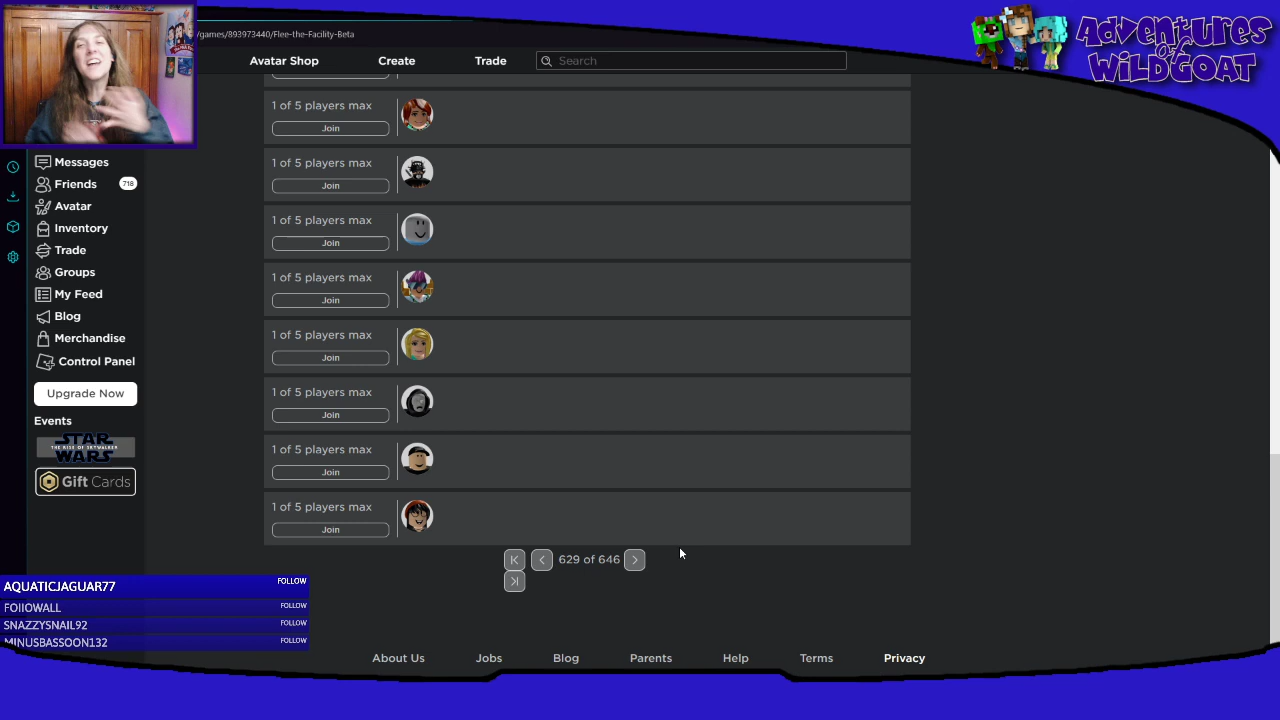 /games/893973440/Flee-the-Facility-Beta
Adventures
of
WILDGOAT
Avatar Shop
Create
Trade
Search
Messages
Friends 718
Avatar
Inventory
Trade
Groups
My Feed
Blog
Merchandise
Control Panel
Upgrade Now
Events
STAR
THE RISE OF SKYWALKER
WARS
Gift Cards
1 of 5 players max
Join
1 of 5 players max
Join
1 of 5 players max
Join
1 of 5 players max
Join
1 of 5 players max
Join
1 of 5 players max
Join
1 of 5 players max
Join
1 of 5 players max
Join
629 of 646
AQUATICJAGUAR77 FOLLOW
FOIIOWALL FOLLOW
SNAZZYSNAIL92 FOLLOW
MINUSBASSOON132 FOLLOW
About Us
Jobs
Blog
Parents
Help
Terms
Privacy